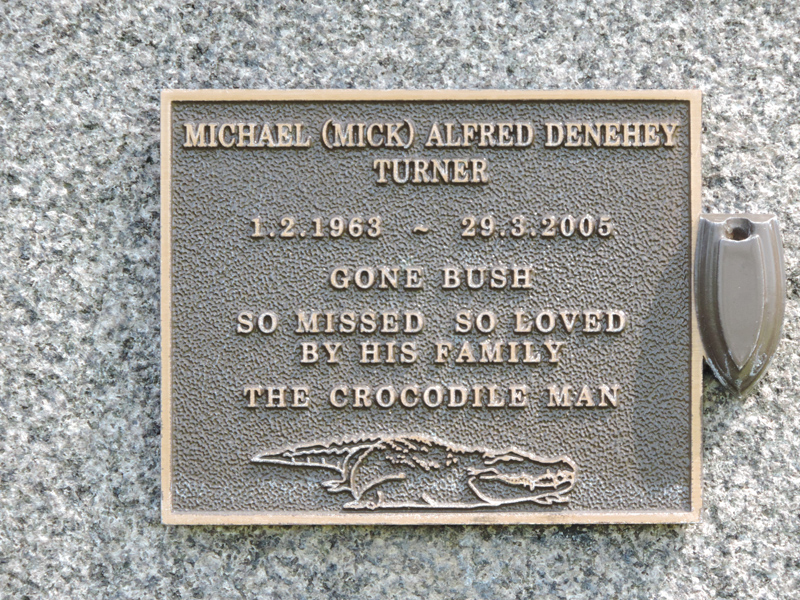 MICHAEL (MICK) ALFRED DENEHEY
TURNER
1.2.1963 ~ 29.3.2005
GONE BUSH
SO MISSED SO LOVED
BY HIS FAMILY
THE CROCODILE MAN